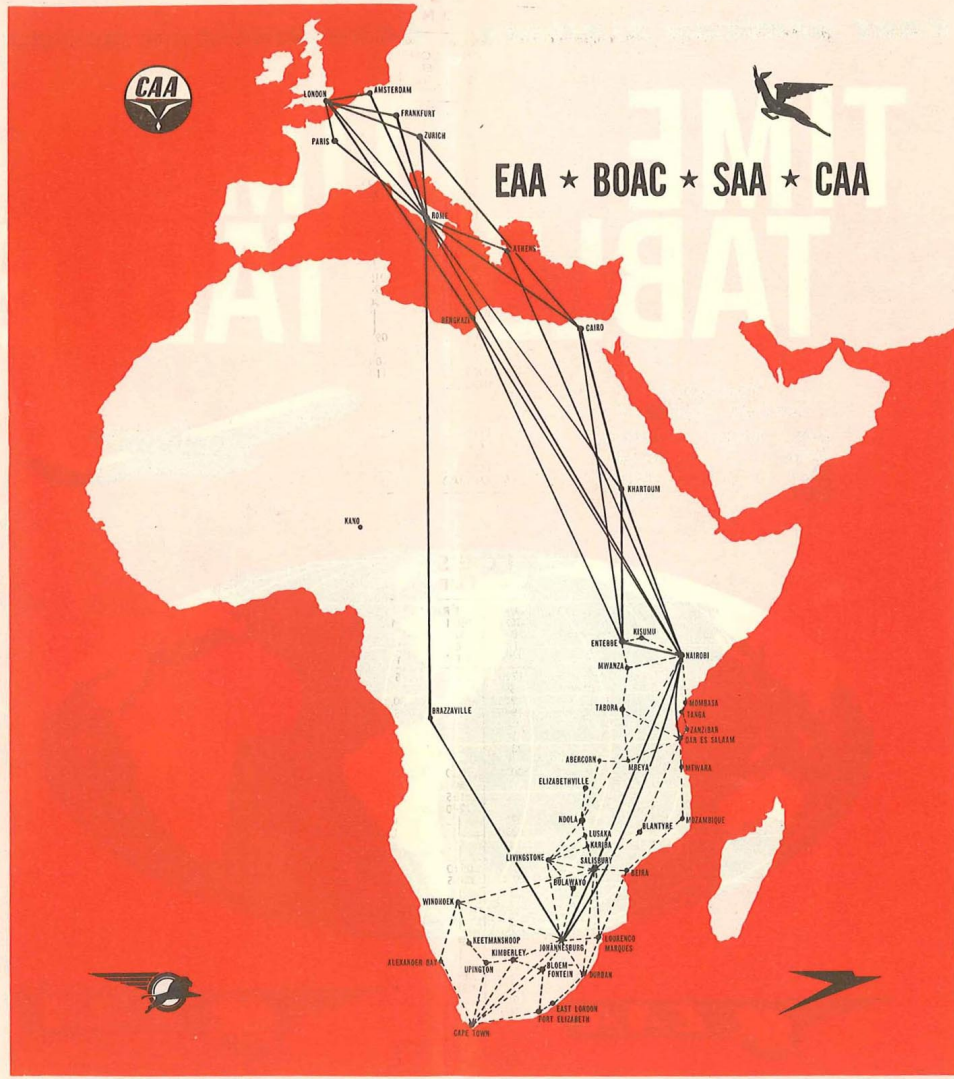 CAA
EAA ★ BOAC ★ SAA ★ CAA
LONDON
AMSTERDAM
FRANKFURT
PARIS
ZURICH
ROME
ATHENS
BENGHAZI
CAIRO
KHARTOUM
KANO
ENTEBBE
KISUMU
NAIROBI
MWANZA
TABORA
MOMBASA
TANGA
ZANZIBAR
DAR ES SALAAM
BRAZZAVILLE
ABERCORN
MBEYA
MTWARA
ELIZABETHVILLE
NDOLA
LUSAKA
KARIBA
BLANTYRE
MOZAMBIQUE
LIVINGSTONE
SALISBURY
BULAWAYO
BEIRA
WINDHOEK
KEETMANSHOOP
KIMBERLEY
JOHANNESBURG
LOURENCO
MARQUES
ALEXANDER BAY
UPINGTON
BLOEM
FONTEIN
DURBAN
EAST LONDON
PORT ELIZABETH
CAPE TOWN
TIME
TABL